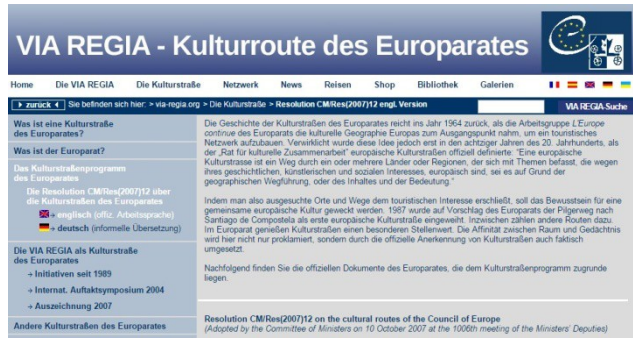 VIA REGIA - Kulturroute des Europarates
Home Die VIA REGIA Die Kulturstraße Netzwerk News Reisen Shop Bibliothek Galerien
zurück Sie befinden sich hier: > via-regia.org > Die Kulturstraße > Resolution CM/Res(2007)12 engl. Version VIA REGIA-Suche
Was ist eine Kulturstraße
des Europarates?
Was ist der Europarat?
Das Kulturstraßenprogramm
des Europarates
Die Resolution CM/Res(2007)12 über
die Kulturstraßen des Europarates
→ englisch (offiz. Arbeitssprache)
→ deutsch (informelle Übersetzung)
Die VIA REGIA als Kulturstraße
des Europarates
→ Initiativen seit 1989
→ Internat. Auftaktsymposium 2004
→ Auszeichnung 2007
Andere Kulturstraßen des Europarates
Die Geschichte der Kulturstraßen des Europarates reicht ins Jahr 1964 zurück, als die Arbeitsgruppe L'Europe
continue des Europarats die kulturelle Geographie Europas zum Ausgangspunkt nahm, um ein touristisches
Netzwerk aufzubauen. Verwirklicht wurde diese Idee jedoch erst in den achtziger Jahren des 20. Jahrhunderts, als
der „Rat für kulturelle Zusammenarbeit" europäische Kulturstraßen offiziell definierte: "Eine europäische
Kulturstrasse ist ein Weg durch ein oder mehrere Länder oder Regionen, der sich mit Themen befasst, die wegen
ihres geschichtlichen, künstlerischen und sozialen Interesses, europäisch sind, sei es auf Grund der
geographischen Wegführung, oder des Inhaltes und der Bedeutung."
Indem man also ausgesuchte Orte und Wege dem touristischen Interesse erschließt, soll das Bewusstsein für eine
gemeinsame europäische Kultur geweckt werden. 1987 wurde auf Vorschlag des Europarats der Pilgerweg nach
Santiago de Compostela als erste europäische Kulturstraße eingeweiht. Inzwischen zählen andere Routen dazu.
Im Europarat genießen Kulturstraßen einen besonderen Stellenwert. Die Affinität zwischen Raum und Gedächtnis
wird hier nicht nur proklamiert, sondern durch die offizielle Anerkennung von Kulturstraßen auch faktisch
umgesetzt.
Nachfolgend finden Sie die offiziellen Dokumente des Europarates, die dem Kulturstraßenprogramm zugrunde
liegen.
Resolution CM/Res(2007)12 on the cultural routes of the Council of Europe
(Adopted by the Committee of Ministers on 10 October 2007 at the 1006th meeting of the Ministers' Deputies)